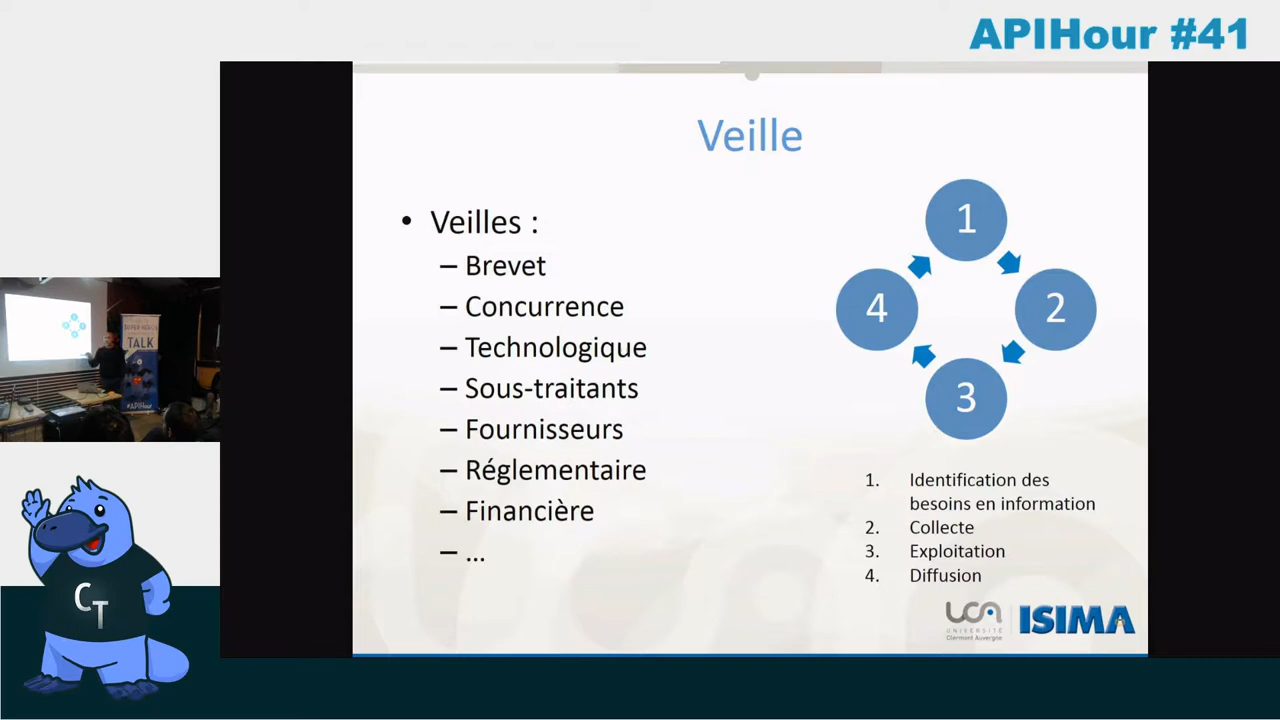 APIHour #41
Veille
• Veilles :
– Brevet
– Concurrence
– Technologique
– Sous-traitants
– Fournisseurs
– Réglementaire
– Financière
– ...
1
2
3
4
1. Identification des
besoins en information
2. Collecte
3. Exploitation
4. Diffusion
UCA
UNIVERSITÉ
Clermont Auvergne
ISIMA
TALK
#APIHour
CT